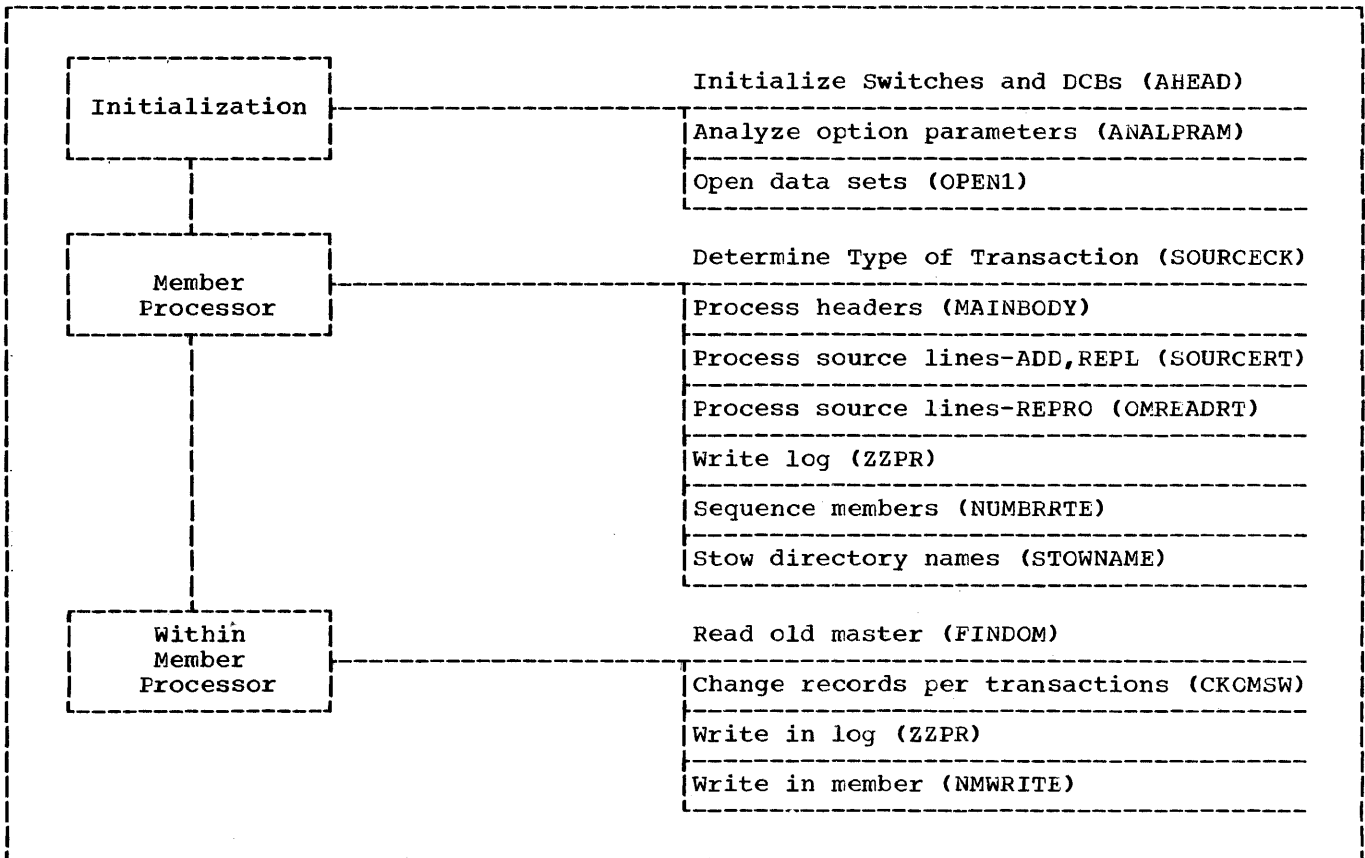 Initialization
Initialize Switches and DCBs (AHEAD)
Analyze option parameters (ANALPRAM)
Open data sets (OPEN1)
Member
Processor
Determine Type of Transaction (SOURCECK)
Process headers (MAINBODY)
Process source lines-ADD,REPL (SOURCERT)
Process source lines-REPRO (OMREADRT)
Write log (ZZPR)
Sequence members (NUMBRRTE)
Stow directory names (STOWNAME)
Within
Member
Processor
Read old master (FINDOM)
Change records per transactions (CKOMSW)
Write in log (ZZPR)
Write in member (NMWRITE)